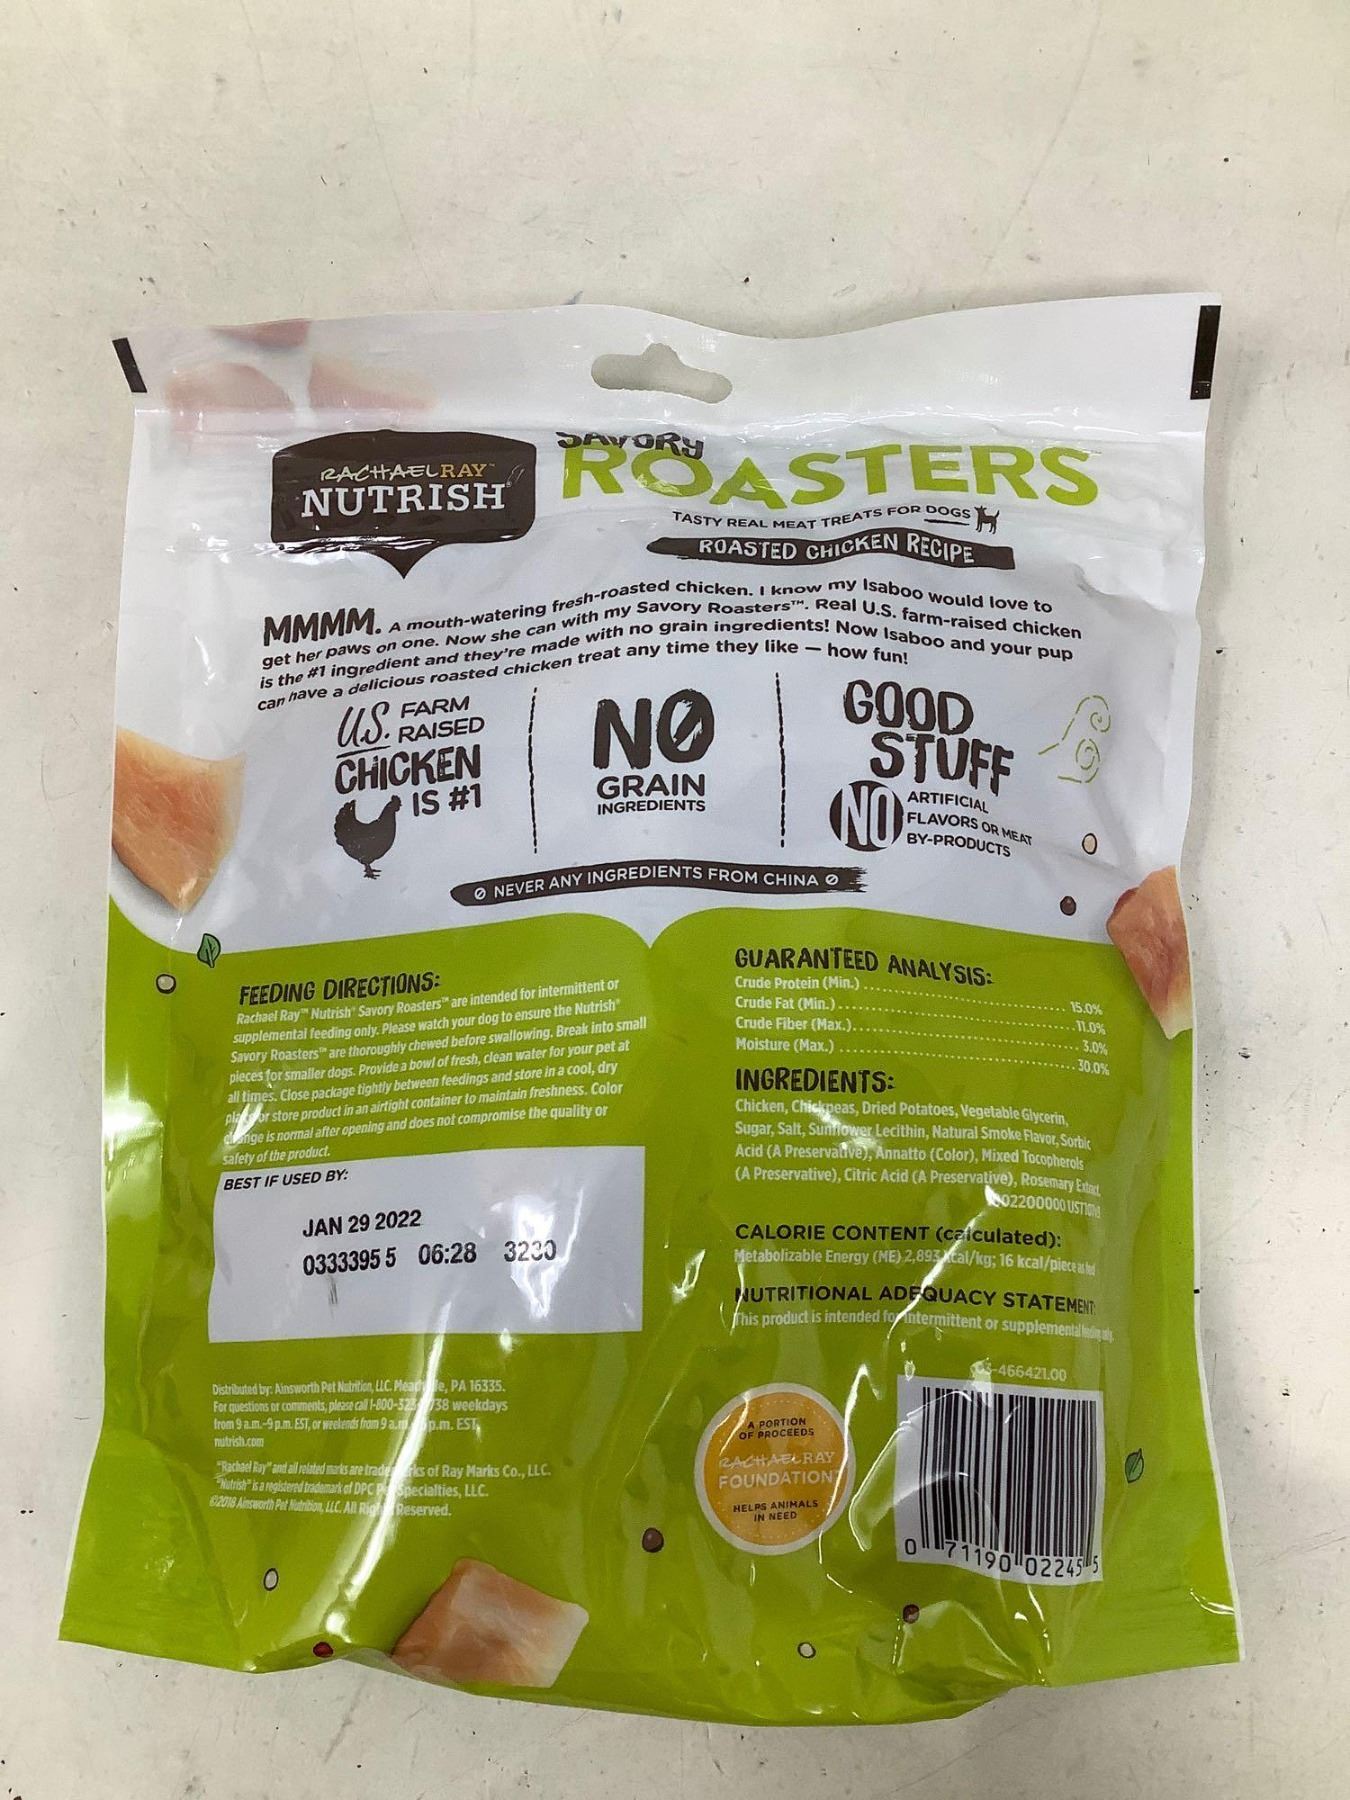 RACHAEL RAY™
NUTRISH®
SAVORY
ROASTERS
TASTY REAL MEAT TREATS FOR DOGS
ROASTED CHICKEN RECIPE
MMMM. A mouth-watering fresh-roasted chicken. I know my Isaboo would love to
get her paws on one. Now she can with my Savory Roasters™. Real U.S. farm-raised chicken
is the #1 ingredient and they're made with no grain ingredients! Now Isaboo and your pup
can have a delicious roasted chicken treat any time they like — how fun!
U.S. FARM
RAISED
CHICKEN
IS #1
NO
GRAIN
INGREDIENTS
GOOD
STUFF
NO ARTIFICIAL
FLAVORS OR MEAT
BY-PRODUCTS
NEVER ANY INGREDIENTS FROM CHINA
FEEDING DIRECTIONS:
Rachael Ray™ Nutrish® Savory Roasters™ are intended for intermittent or
supplemental feeding only. Please watch your dog to ensure the Nutrish®
Savory Roasters™ are thoroughly chewed before swallowing. Break into small
pieces for smaller dogs. Provide a bowl of fresh, clean water for your pet at
all times. Close package tightly between feedings and store in a cool, dry
or store product in an airtight container to maintain freshness. Color
change is normal after opening and does not compromise the quality or
safety of the product.
BEST IF USED BY:
JAN 29 2022
0333395 5 06:28 3230
Distributed by: Ainsworth Pet Nutrition, LLC. PA 16335.
For questions or comments, please call weekdays
from 9 a.m.-9 p.m. EST, or weekends from 9 p.m. EST,
nutrish.com
"Rachael Ray" and all related marks are trademarks of Ray Marks Co., LLC.
"Nutrish" is a registered trademark of DPC Pet Specialties, LLC.
©2018 Ainsworth Pet Nutrition, LLC. All Rights Reserved.
GUARANTEED ANALYSIS:
Crude Protein (Min.) 15.0%
Crude Fat (Min.) 11.0%
Crude Fiber (Max.) 3.0%
Moisture (Max.) 30.0%
INGREDIENTS:
Chicken, Chickpeas, Dried Potatoes, Vegetable Glycerin,
Sugar, Salt, Sunflower Lecithin, Natural Smoke Flavor, Sorbic
Acid (A Preservative), Annatto (Color), Mixed Tocopherols
(A Preservative), Citric Acid (A Preservative), Rosemary Extract.
CALORIE CONTENT (calculated):
Metabolizable Energy (ME) 2,893 kcal/kg; 16 kcal/piece as fed
NUTRITIONAL ADEQUACY STATEMENT:
This product is intended for intermittent or supplemental feeding only.
A PORTION
OF PROCEEDS
RACHAEL RAY
FOUNDATION
HELPS ANIMALS
IN NEED
0 71190 02245 5